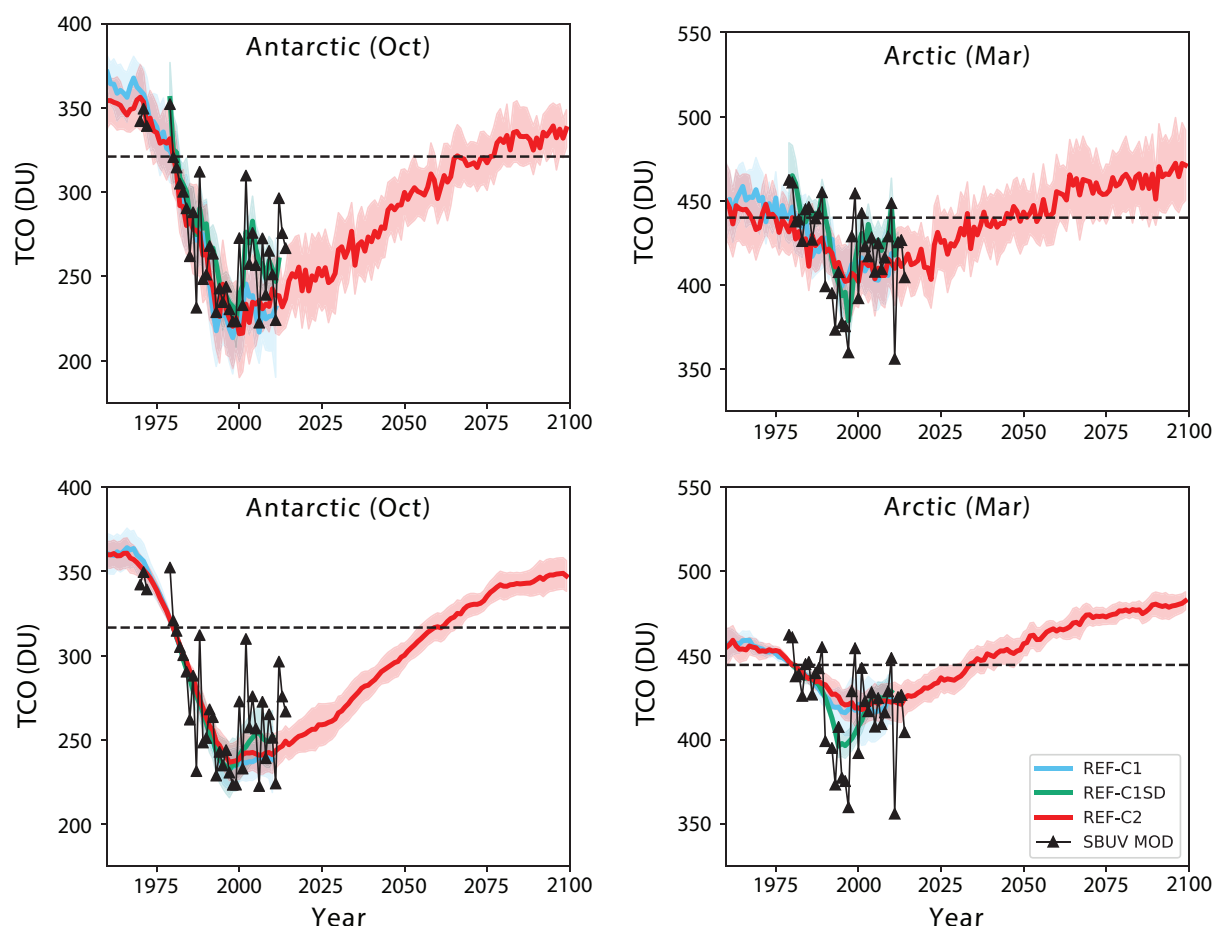 Antarctic (Oct)
TCO (DU)
400
350
300
250
200
1975 2000 2025 2050 2075 2100
Arctic (Mar)
TCO (DU)
550
500
450
400
350
1975 2000 2025 2050 2075 2100
Antarctic (Oct)
TCO (DU)
400
350
300
250
200
1975 2000 2025 2050 2075 2100
Year
Arctic (Mar)
TCO (DU)
550
500
450
400
350
REF-C1
REF-C1SD
REF-C2
SBUV MOD
1975 2000 2025 2050 2075 2100
Year